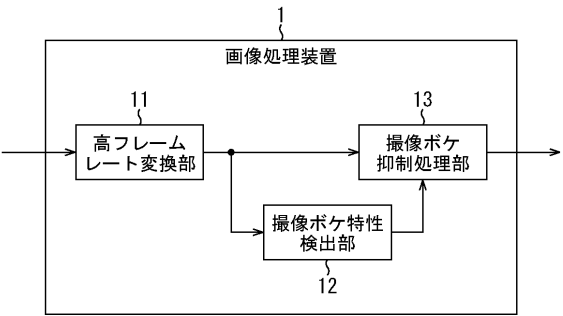 1
画像処理装置
11
高フレーム
レート変換部
13
撮像ボケ
抑制処理部
撮像ボケ特性
検出部
12